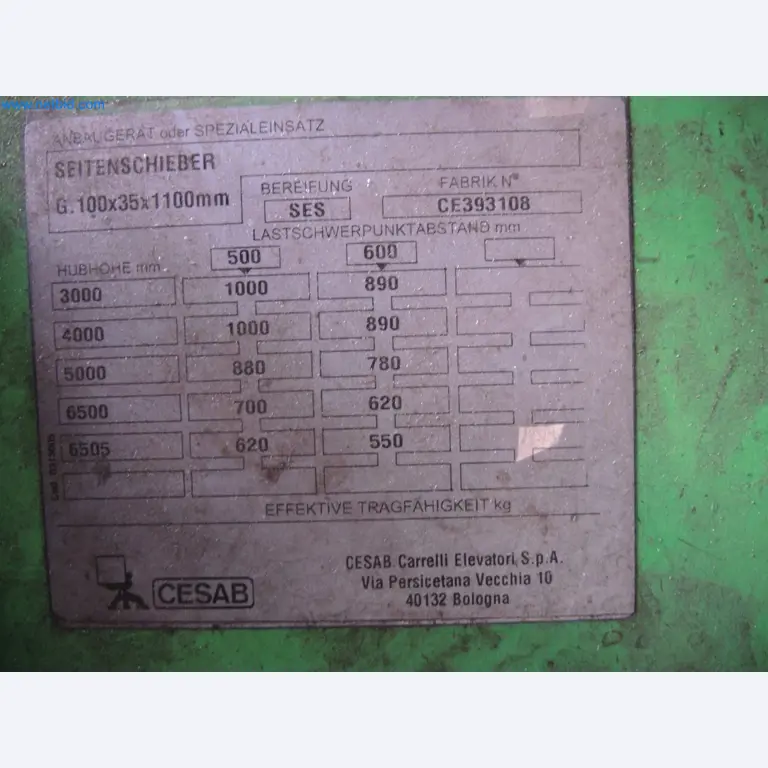 ANBAUGERÄT oder SPEZIALEINSATZ
SEITENSCHIEBER
G.100x35x1100mm
BEREIFUNG
FABRIK N°
SES
CE393108
LASTSCHWERPUNKTABSTAND mm
HUBHÖHE mm
500
600
3000 1000 890
4000 1000 890
5000 880 780
6500 700 620
6505 620 550
EFFEKTIVE TRAGFÄHIGKEIT kg
CESAB
CESAB Carrelli Elevatori S.p.A.
Via Persicetana Vecchia 10
40132 Bologna